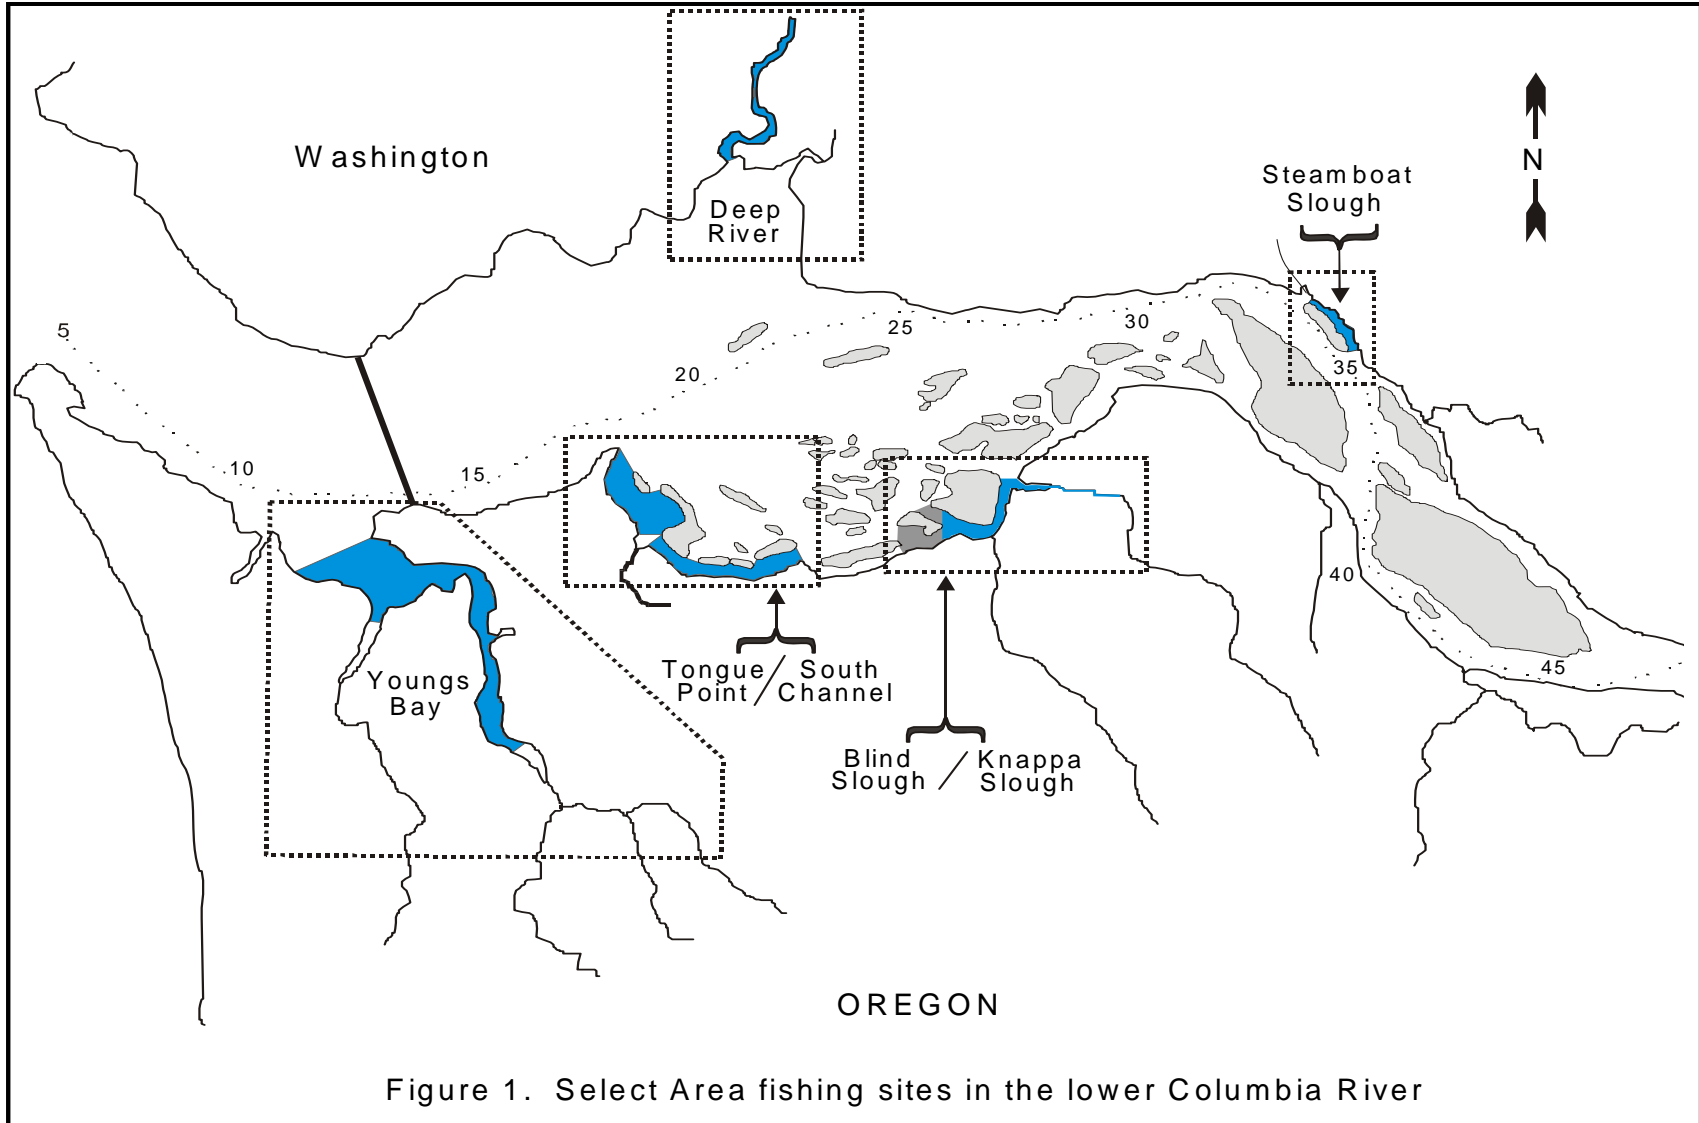 Washington
Deep
River
Steamboat
Slough
N
5
10
15
20
25
30
35
40
45
Youngs
Bay
Tongue / South
Point / Channel
Blind / Knappa
Slough / Slough
OREGON
Figure 1. Select Area fishing sites in the lower Columbia River